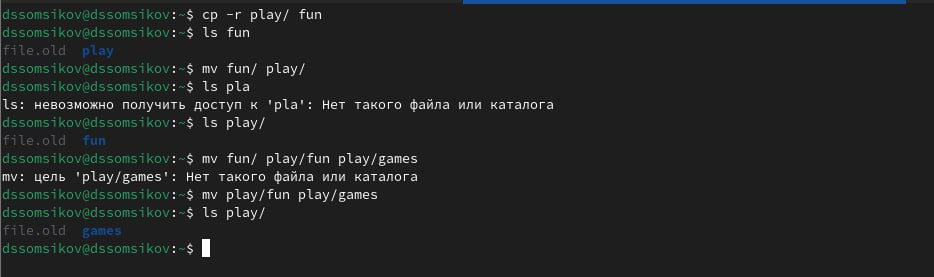 dssomsikov@dssomsikov:~$ cp -r play/ fun
dssomsikov@dssomsikov:~$ ls fun
file.old  play
dssomsikov@dssomsikov:~$ mv fun/ play/
dssomsikov@dssomsikov:~$ ls pla
ls: невозможно получить доступ к 'pla': Нет такого файла или каталога
dssomsikov@dssomsikov:~$ ls play/
file.old  fun
dssomsikov@dssomsikov:~$ mv fun/ play/fun play/games
mv: цель 'play/games': Нет такого файла или каталога
dssomsikov@dssomsikov:~$ mv play/fun play/games
dssomsikov@dssomsikov:~$ ls play/
file.old  games
dssomsikov@dssomsikov:~$